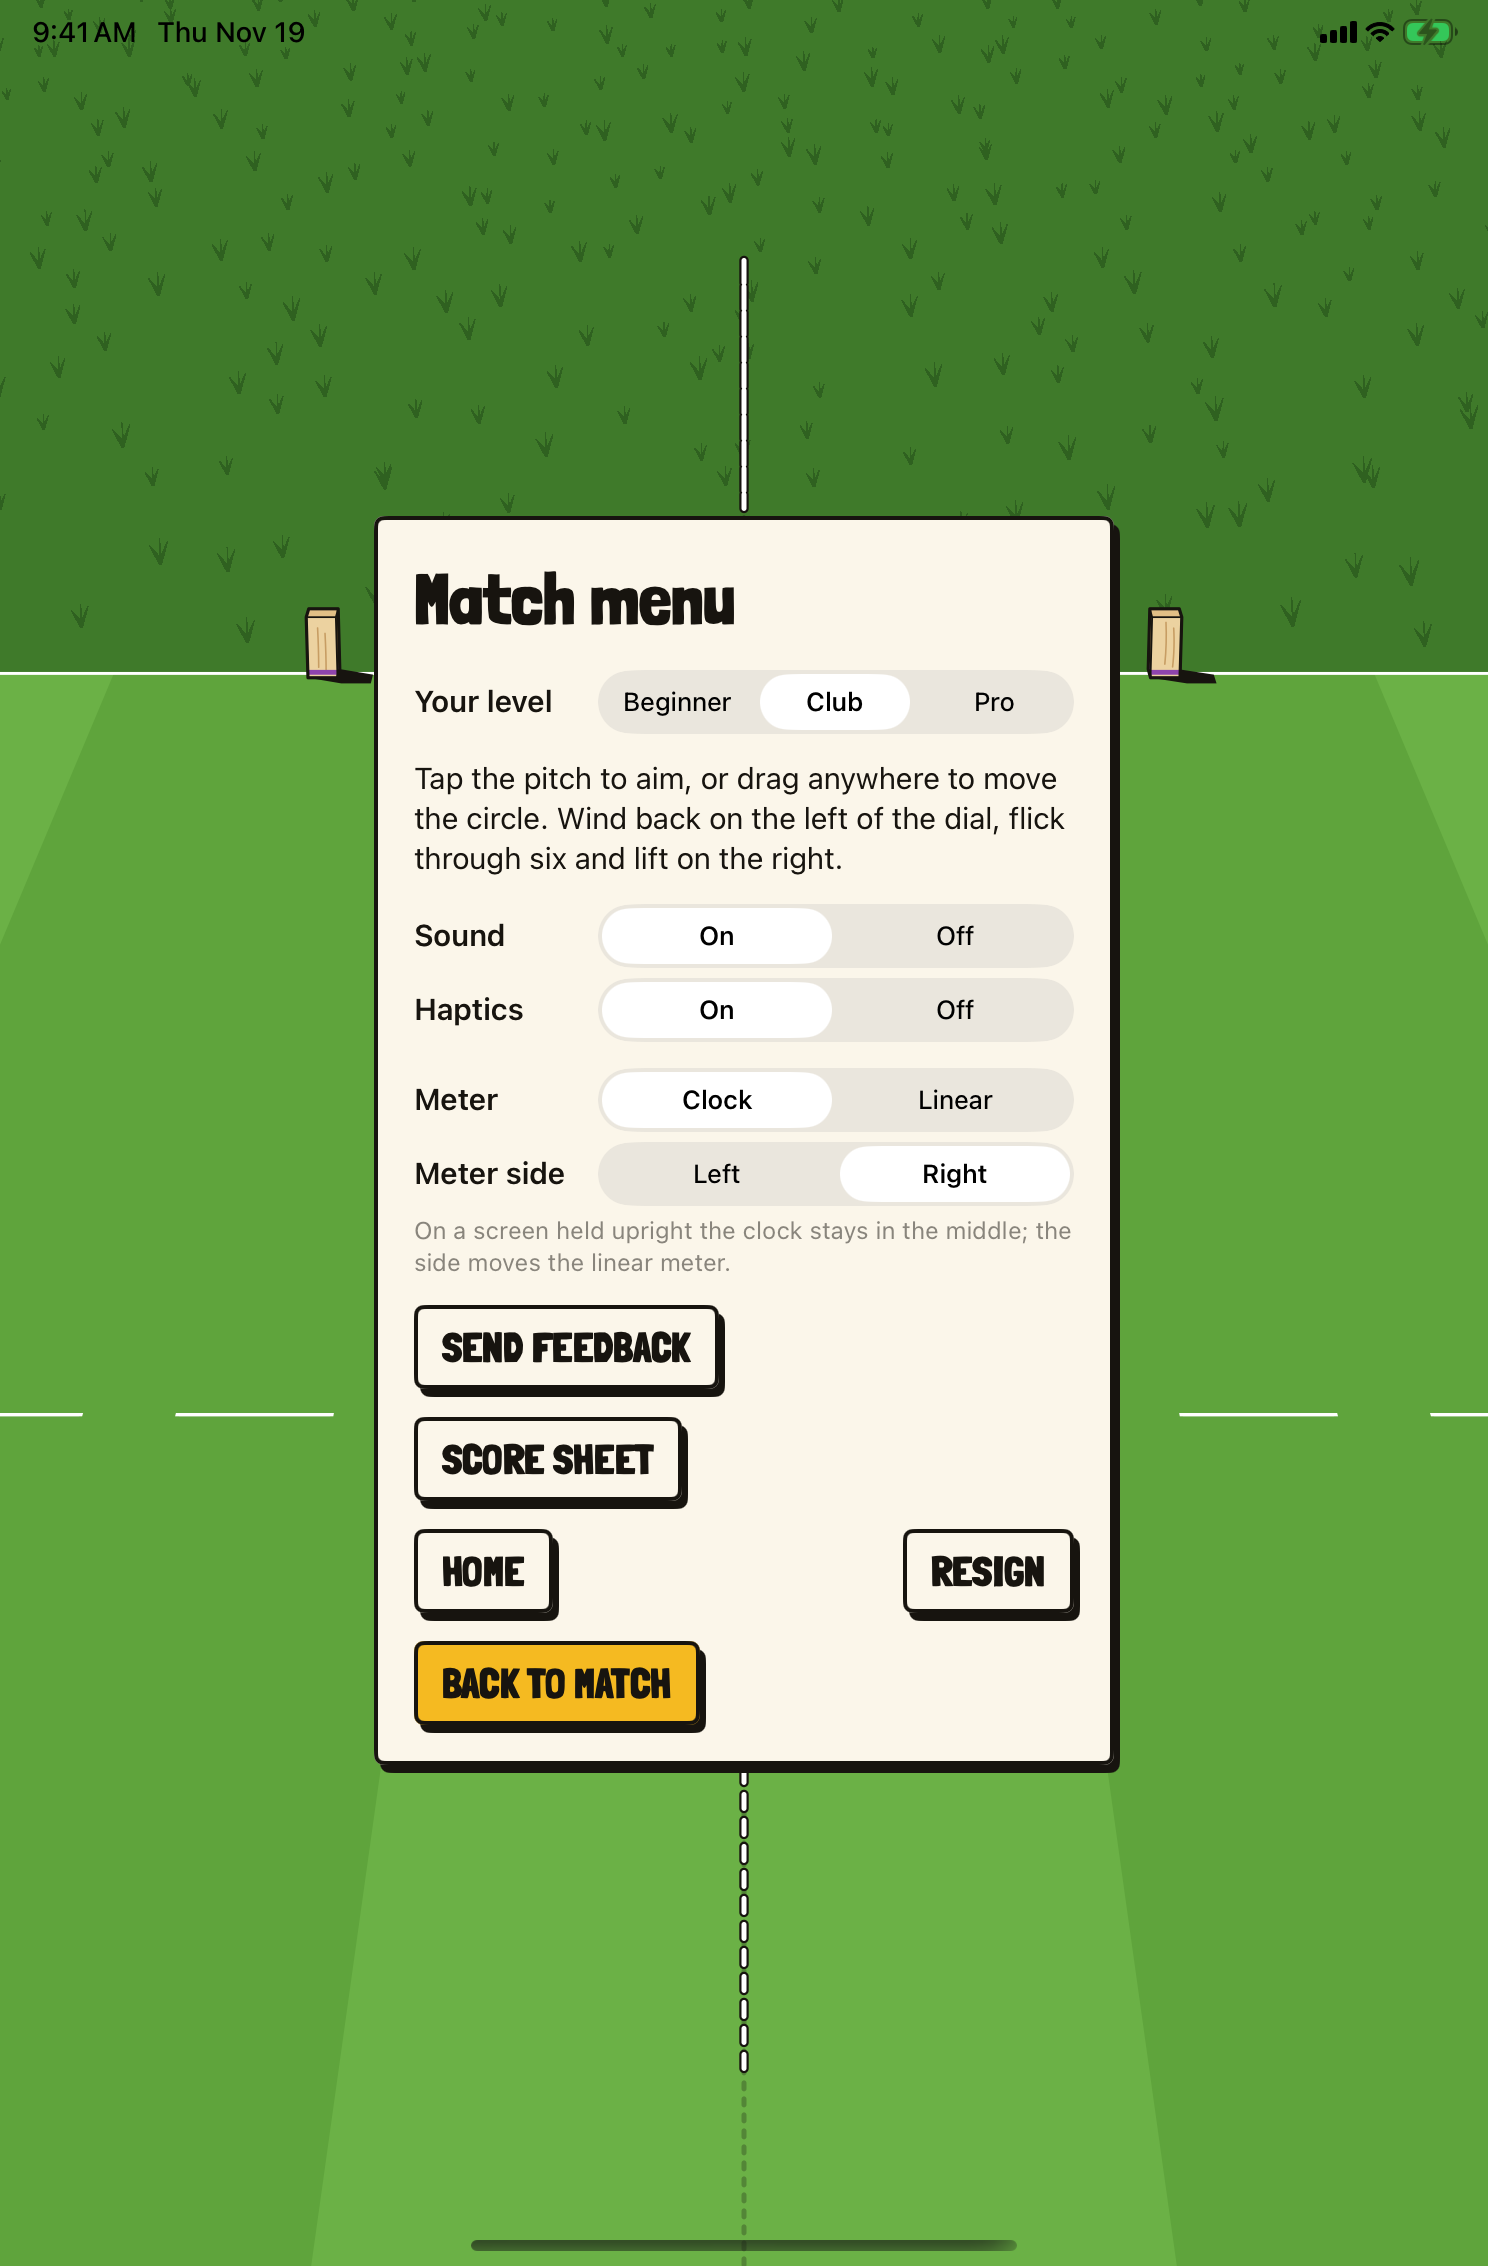 9:41 AM Thu Nov 19
Match menu
Your level Beginner Club Pro
Tap the pitch to aim, or drag anywhere to move
the circle. Wind back on the left of the dial, flick
through six and lift on the right.
Sound On Off
Haptics On Off
Meter Clock Linear
Meter side Left Right
On a screen held upright the clock stays in the middle; the
side moves the linear meter.
SEND FEEDBACK
SCORE SHEET
HOME RESIGN
BACK TO MATCH